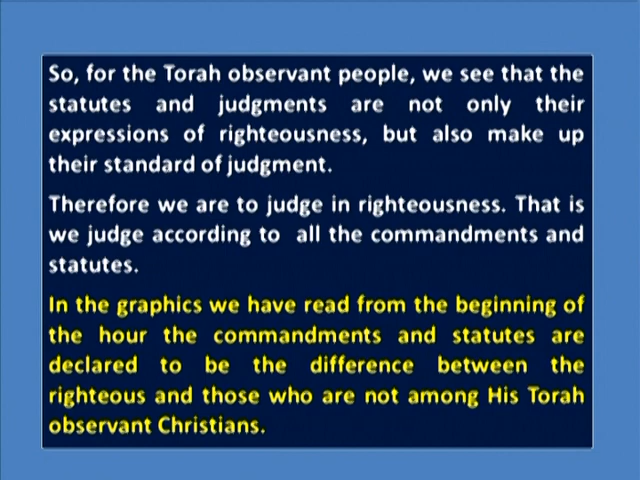 So, for the Torah observant people, we see that the
statutes and judgments are not only their
expressions of righteousness, but also make up
their standard of judgment.
Therefore we are to judge in righteousness. That is
we judge according to all the commandments and
statutes.
In the graphics we have read from the beginning of
the hour the commandments and statutes are
declared to be the difference between the
righteous and those who are not among His Torah
observant Christians.